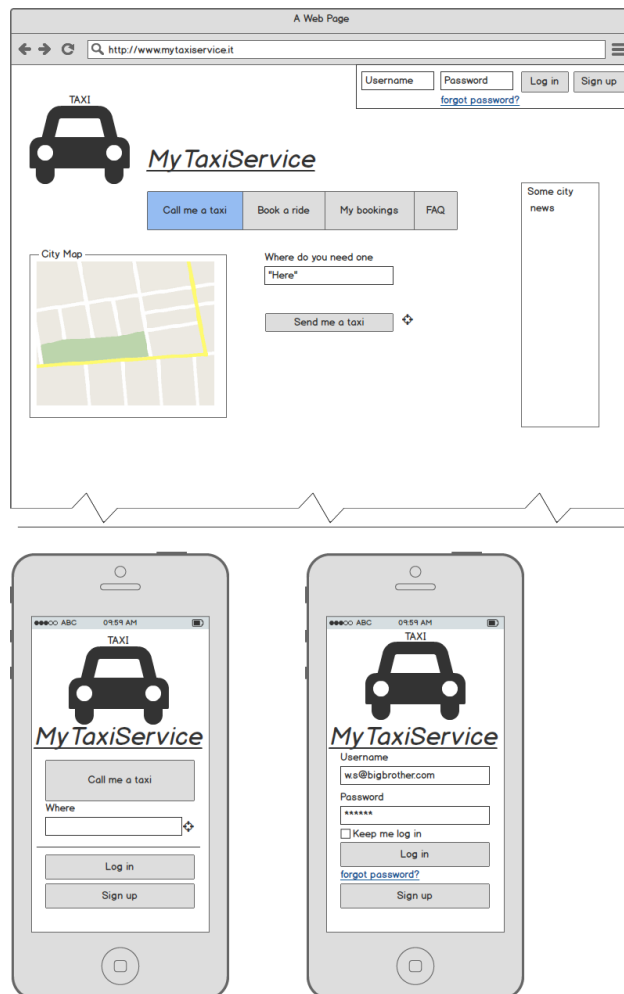 A Web Page
http://www.mytaxiservice.it
Username Password Log in Sign up
forgot password?
TAXI
MyTaxiService
Call me a taxi Book a ride My bookings FAQ
Some city
news
City Map
Where do you need one
"Here"
Send me a taxi
ABC 09:59 AM
TAXI
MyTaxiService
Call me a taxi
Where
Log in
Sign up
ABC 09:59 AM
TAXI
MyTaxiService
Username
w.s@bigbrother.com
Password
******
Keep me log in
Log in
forgot password?
Sign up